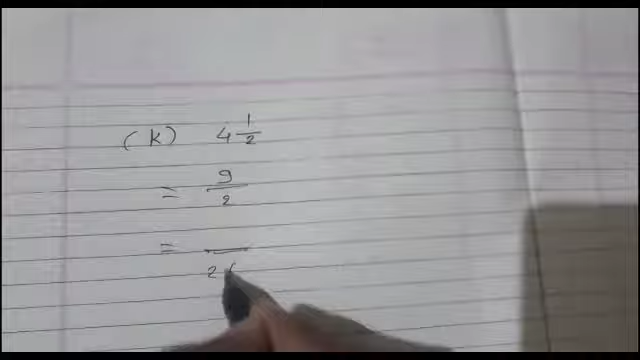 (k) 4 1/2
= 9/2
= /2